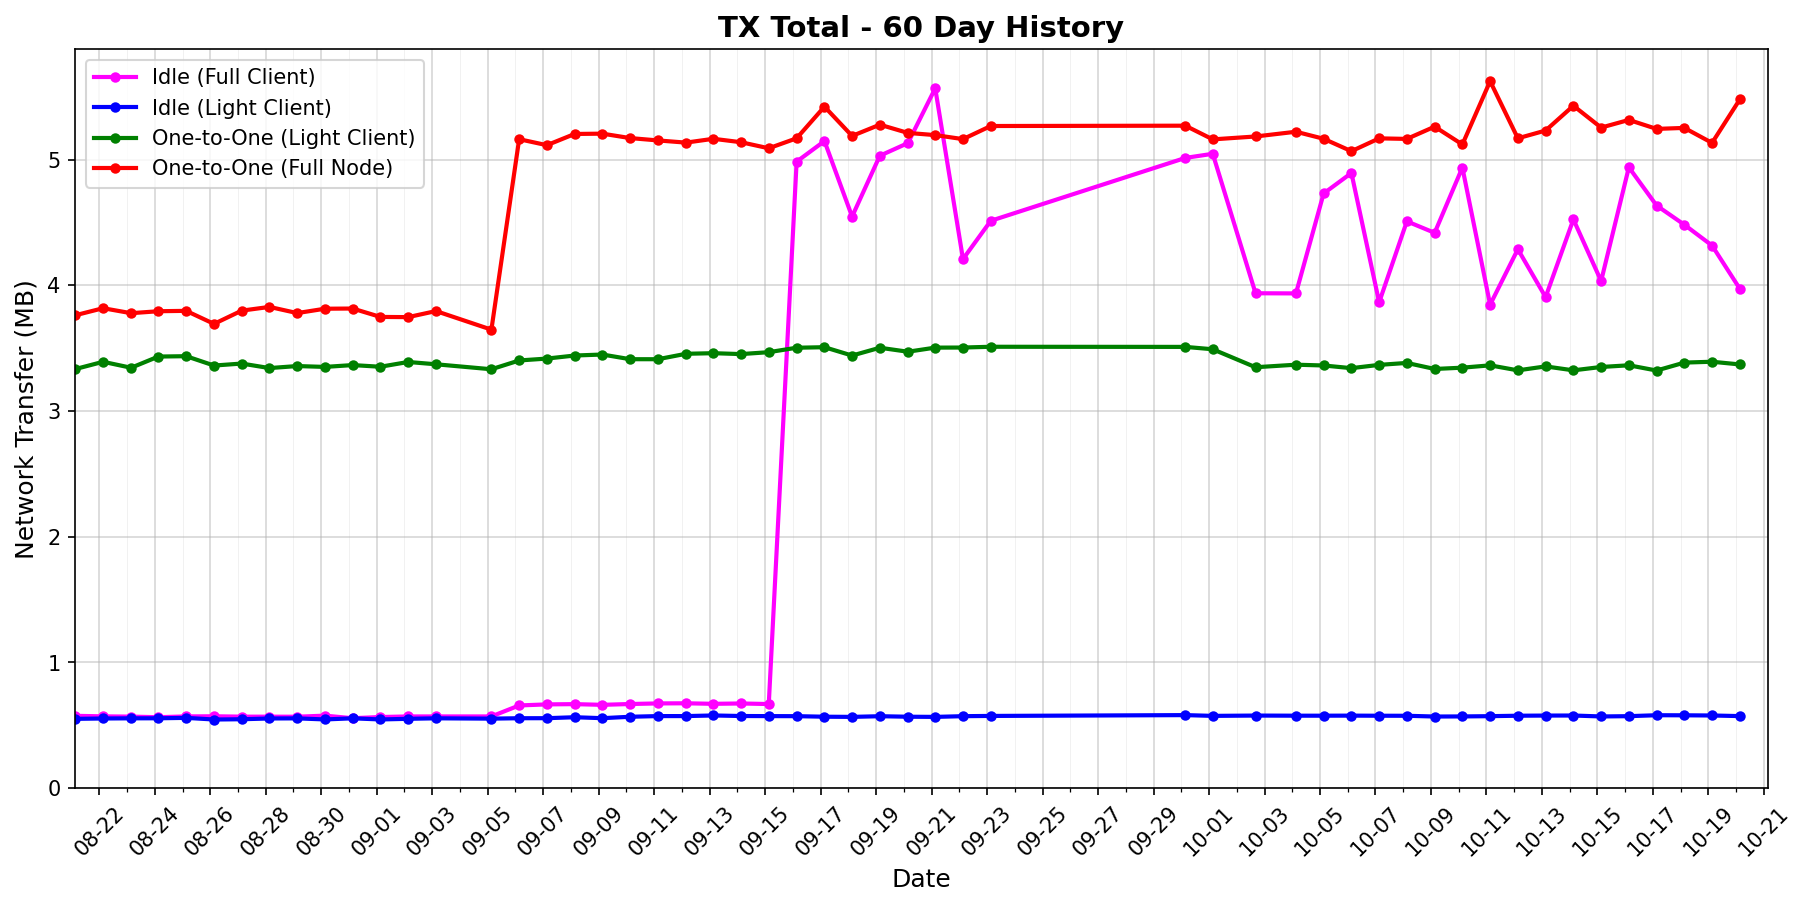 TX Total - 60 Day History
Idle (Full Client)
Idle (Light Client)
One-to-One (Light Client)
One-to-One (Full Node)
Network Transfer (MB)
5
4
3
2
1
0
08-22 08-24 08-26 08-28 08-30 09-01 09-03 09-05 09-07 09-09 09-11 09-13 09-15 09-17 09-19 09-21 09-23 09-25 09-27 09-29 10-01 10-03 10-05 10-07 10-09 10-11 10-13 10-15 10-17 10-19 10-21
Date